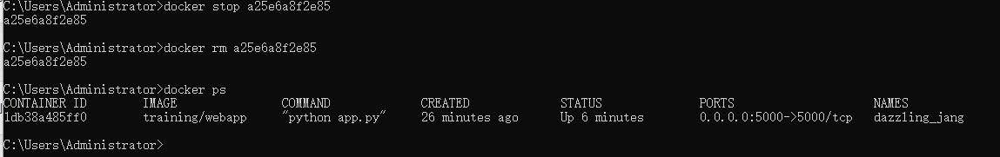 C:\Users\Administrator>docker stop a25e6a8f2e85
a25e6a8f2e85
C:\Users\Administrator>docker rm a25e6a8f2e85
a25e6a8f2e85
C:\Users\Administrator>docker ps
CONTAINER ID        IMAGE               COMMAND             CREATED             STATUS              PORTS                    NAMES
1db38a485ff0        training/webapp     "python app.py"     26 minutes ago      Up 6 minutes        0.0.0.0:5000->5000/tcp   dazzling_jang
C:\Users\Administrator>